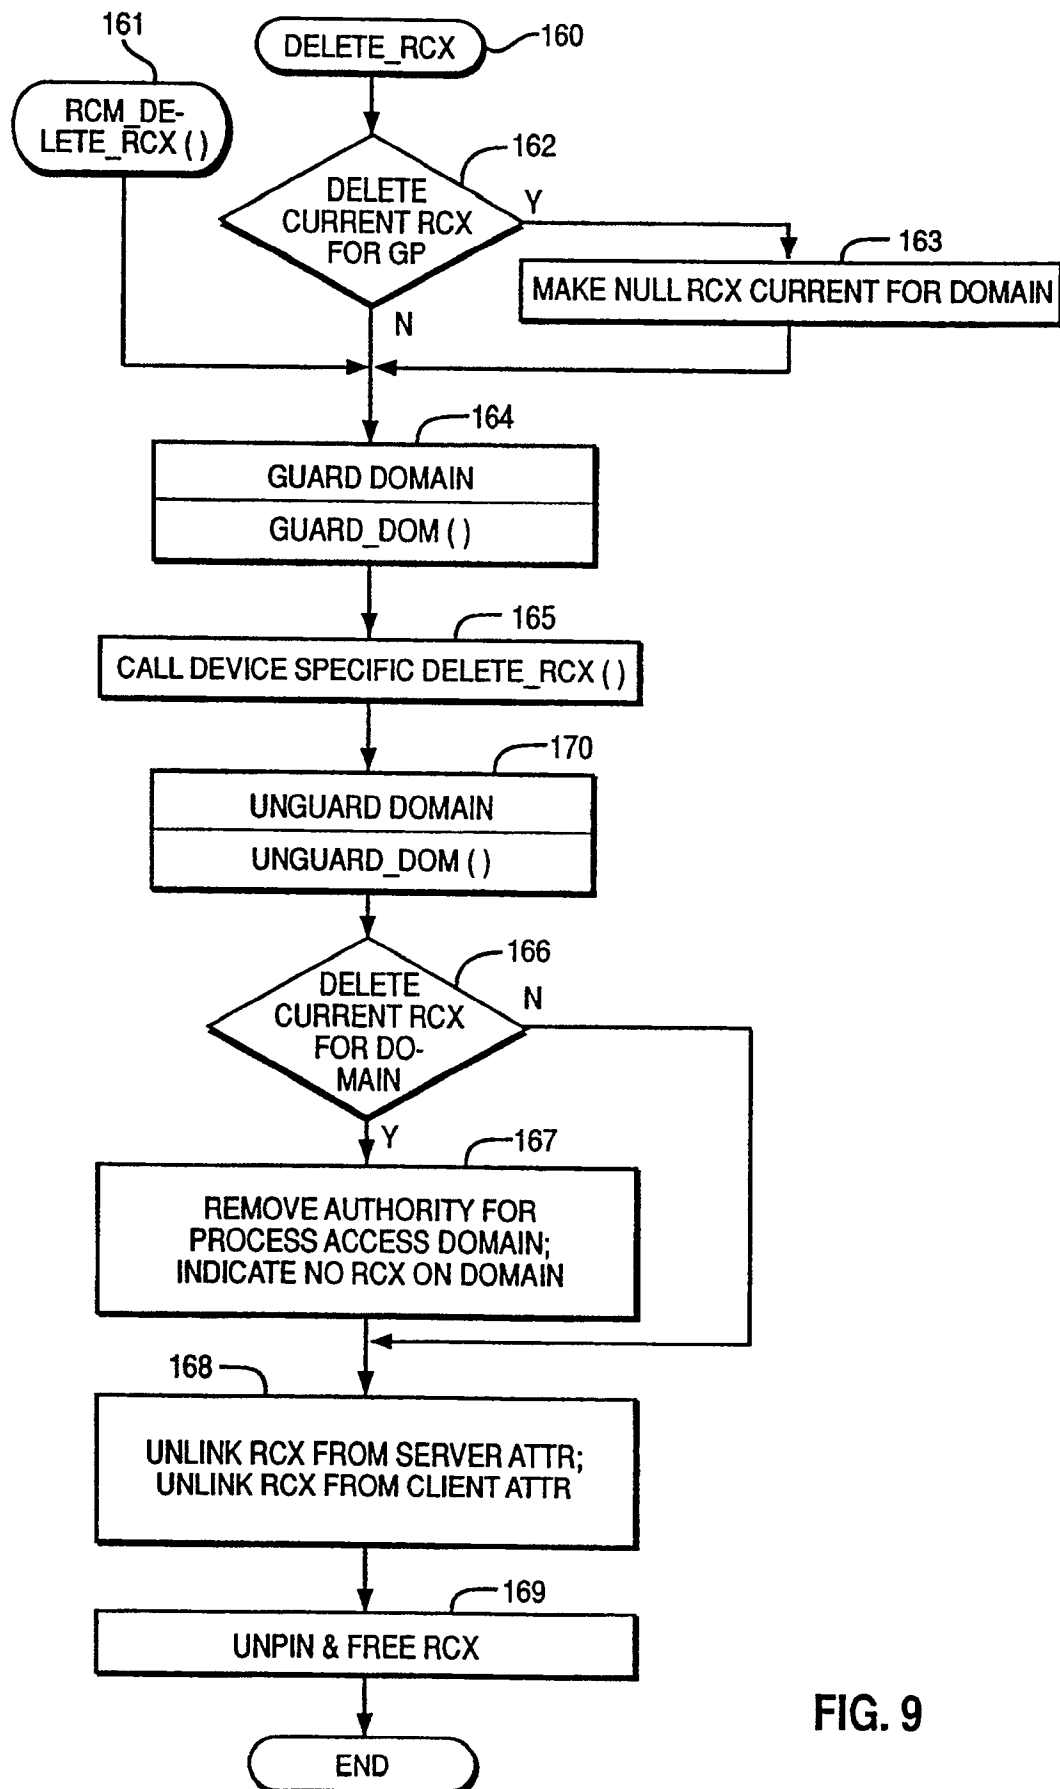 161
DELETE_RCX
160
RCM_DE-
LETE_RCX ( )
162
DELETE
CURRENT RCX
FOR GP
Y
163
MAKE NULL RCX CURRENT FOR DOMAIN
N
164
GUARD DOMAIN
GUARD_DOM ( )
165
CALL DEVICE SPECIFIC DELETE_RCX ( )
170
UNGUARD DOMAIN
UNGUARD_DOM ( )
166
DELETE
CURRENT RCX
FOR DO-
MAIN
N
Y
167
REMOVE AUTHORITY FOR
PROCESS ACCESS DOMAIN;
INDICATE NO RCX ON DOMAIN
168
UNLINK RCX FROM SERVER ATTR;
UNLINK RCX FROM CLIENT ATTR
169
UNPIN & FREE RCX
END
FIG. 9